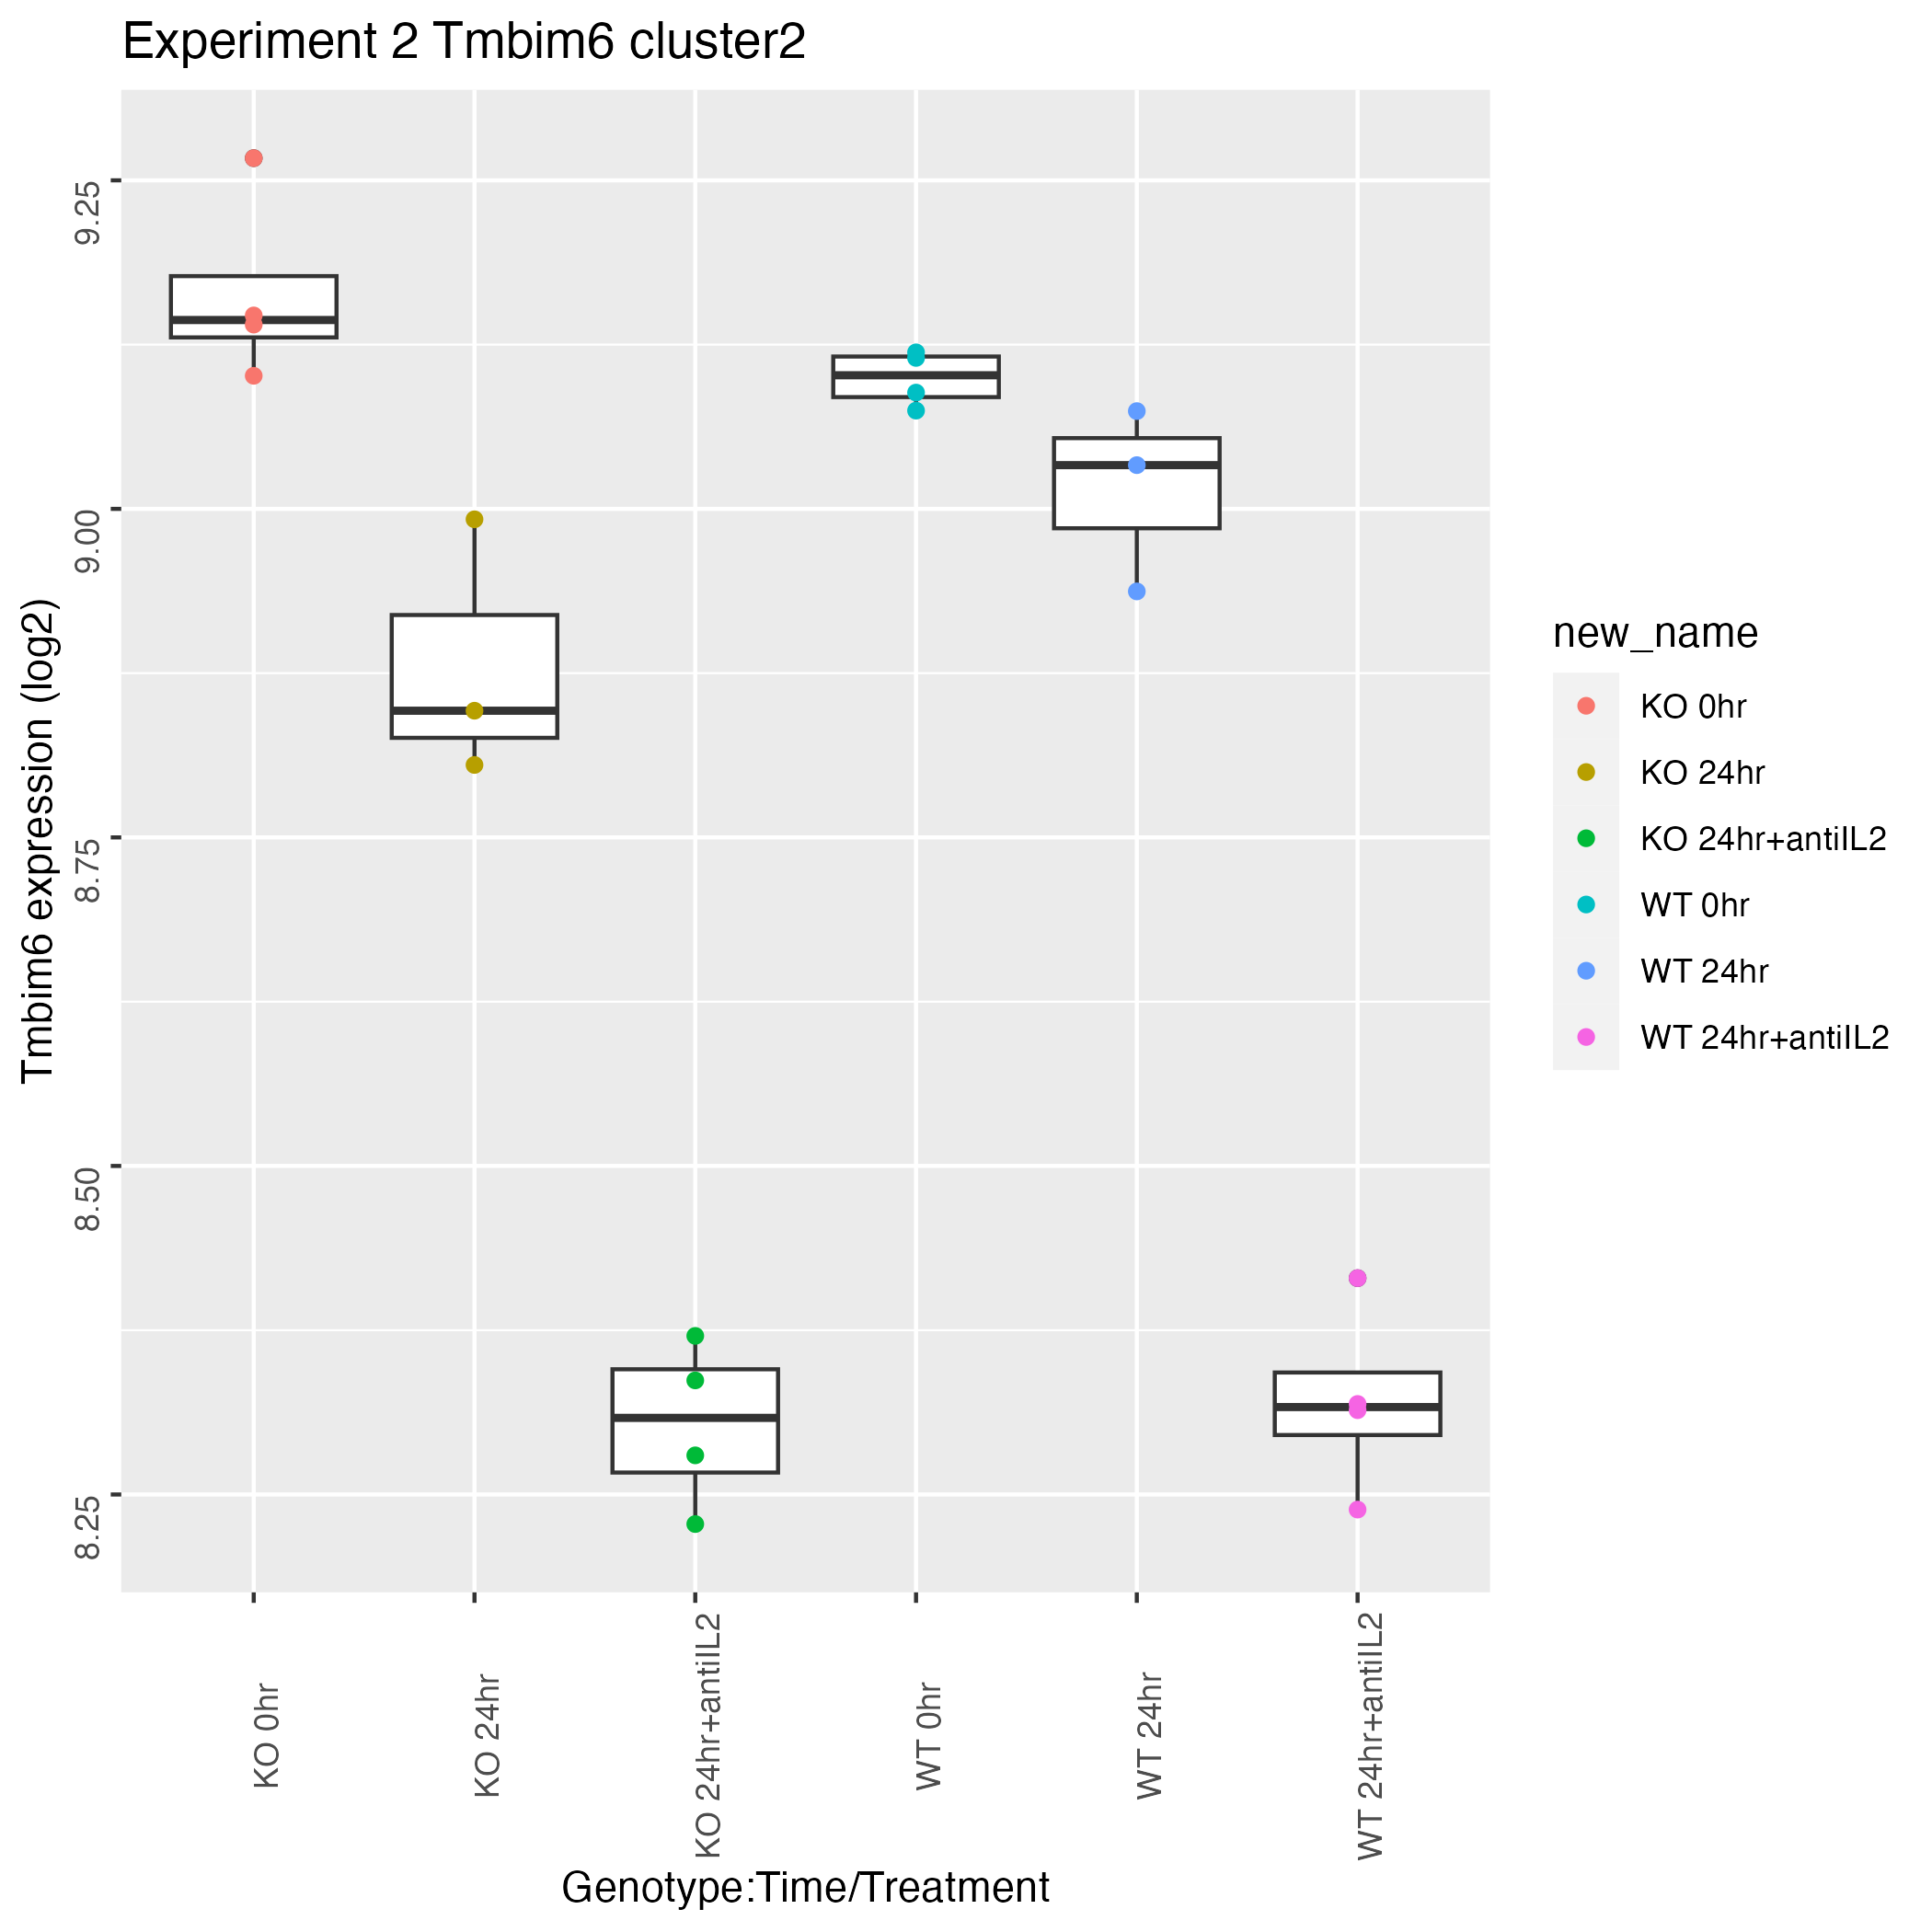 Experiment 2 Tmbim6 cluster2
Tmbim6 expression (log2)
9.25
9.00
8.75
8.50
8.25
KO 0hr
KO 24hr
KO 24hr+antiIL2
WT 0hr
WT 24hr
WT 24hr+antiIL2
Genotype:Time/Treatment
new_name
KO 0hr
KO 24hr
KO 24hr+antiIL2
WT 0hr
WT 24hr
WT 24hr+antiIL2